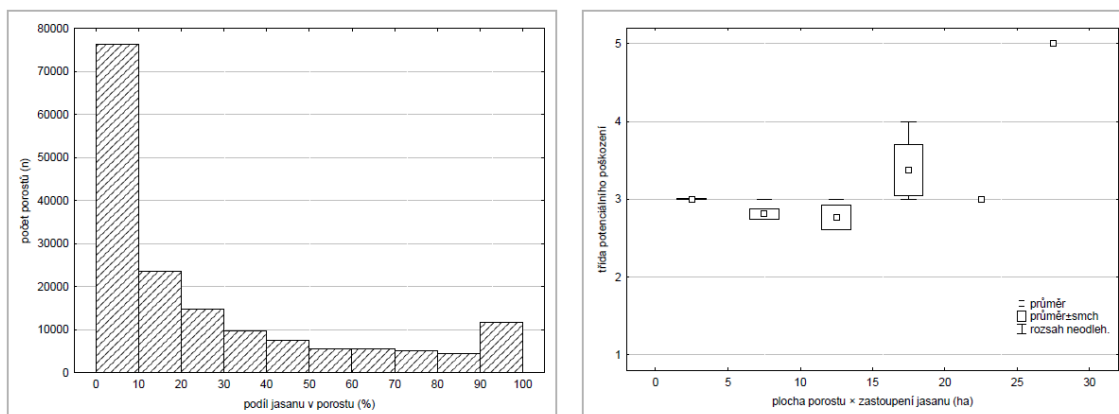 80000
70000
60000
50000
40000
30000
20000
10000
0
počet porostů (n)
0 10 20 30 40 50 60 70 80 90 100
podíl jasanu v porostu (%)
5
4
3
2
1
třída potenciálního poškození
průměr
průměr±smch
rozsah neodleh.
0 5 10 15 20 25 30
plocha porostu × zastoupení jasanu (ha)